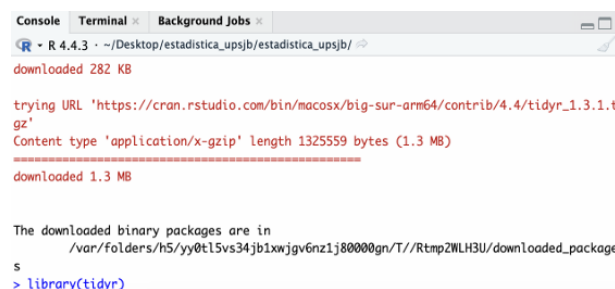 Console Terminal × Background Jobs ×
R 4.4.3 · ~/Desktop/estadistica_upsjb/estadistica_upsjb/
downloaded 282 KB
trying URL 'https://cran.rstudio.com/bin/macosx/big-sur-arm64/contrib/4.4/tidyr_1.3.1.t
gz'
Content type 'application/x-gzip' length 1325559 bytes (1.3 MB)
==================================================
downloaded 1.3 MB
The downloaded binary packages are in
/var/folders/h5/yy0tl5vs34jb1xwjgv6nz1j80000gn/T//Rtmp2WLH3U/downloaded_package
s
> library(tidyr)